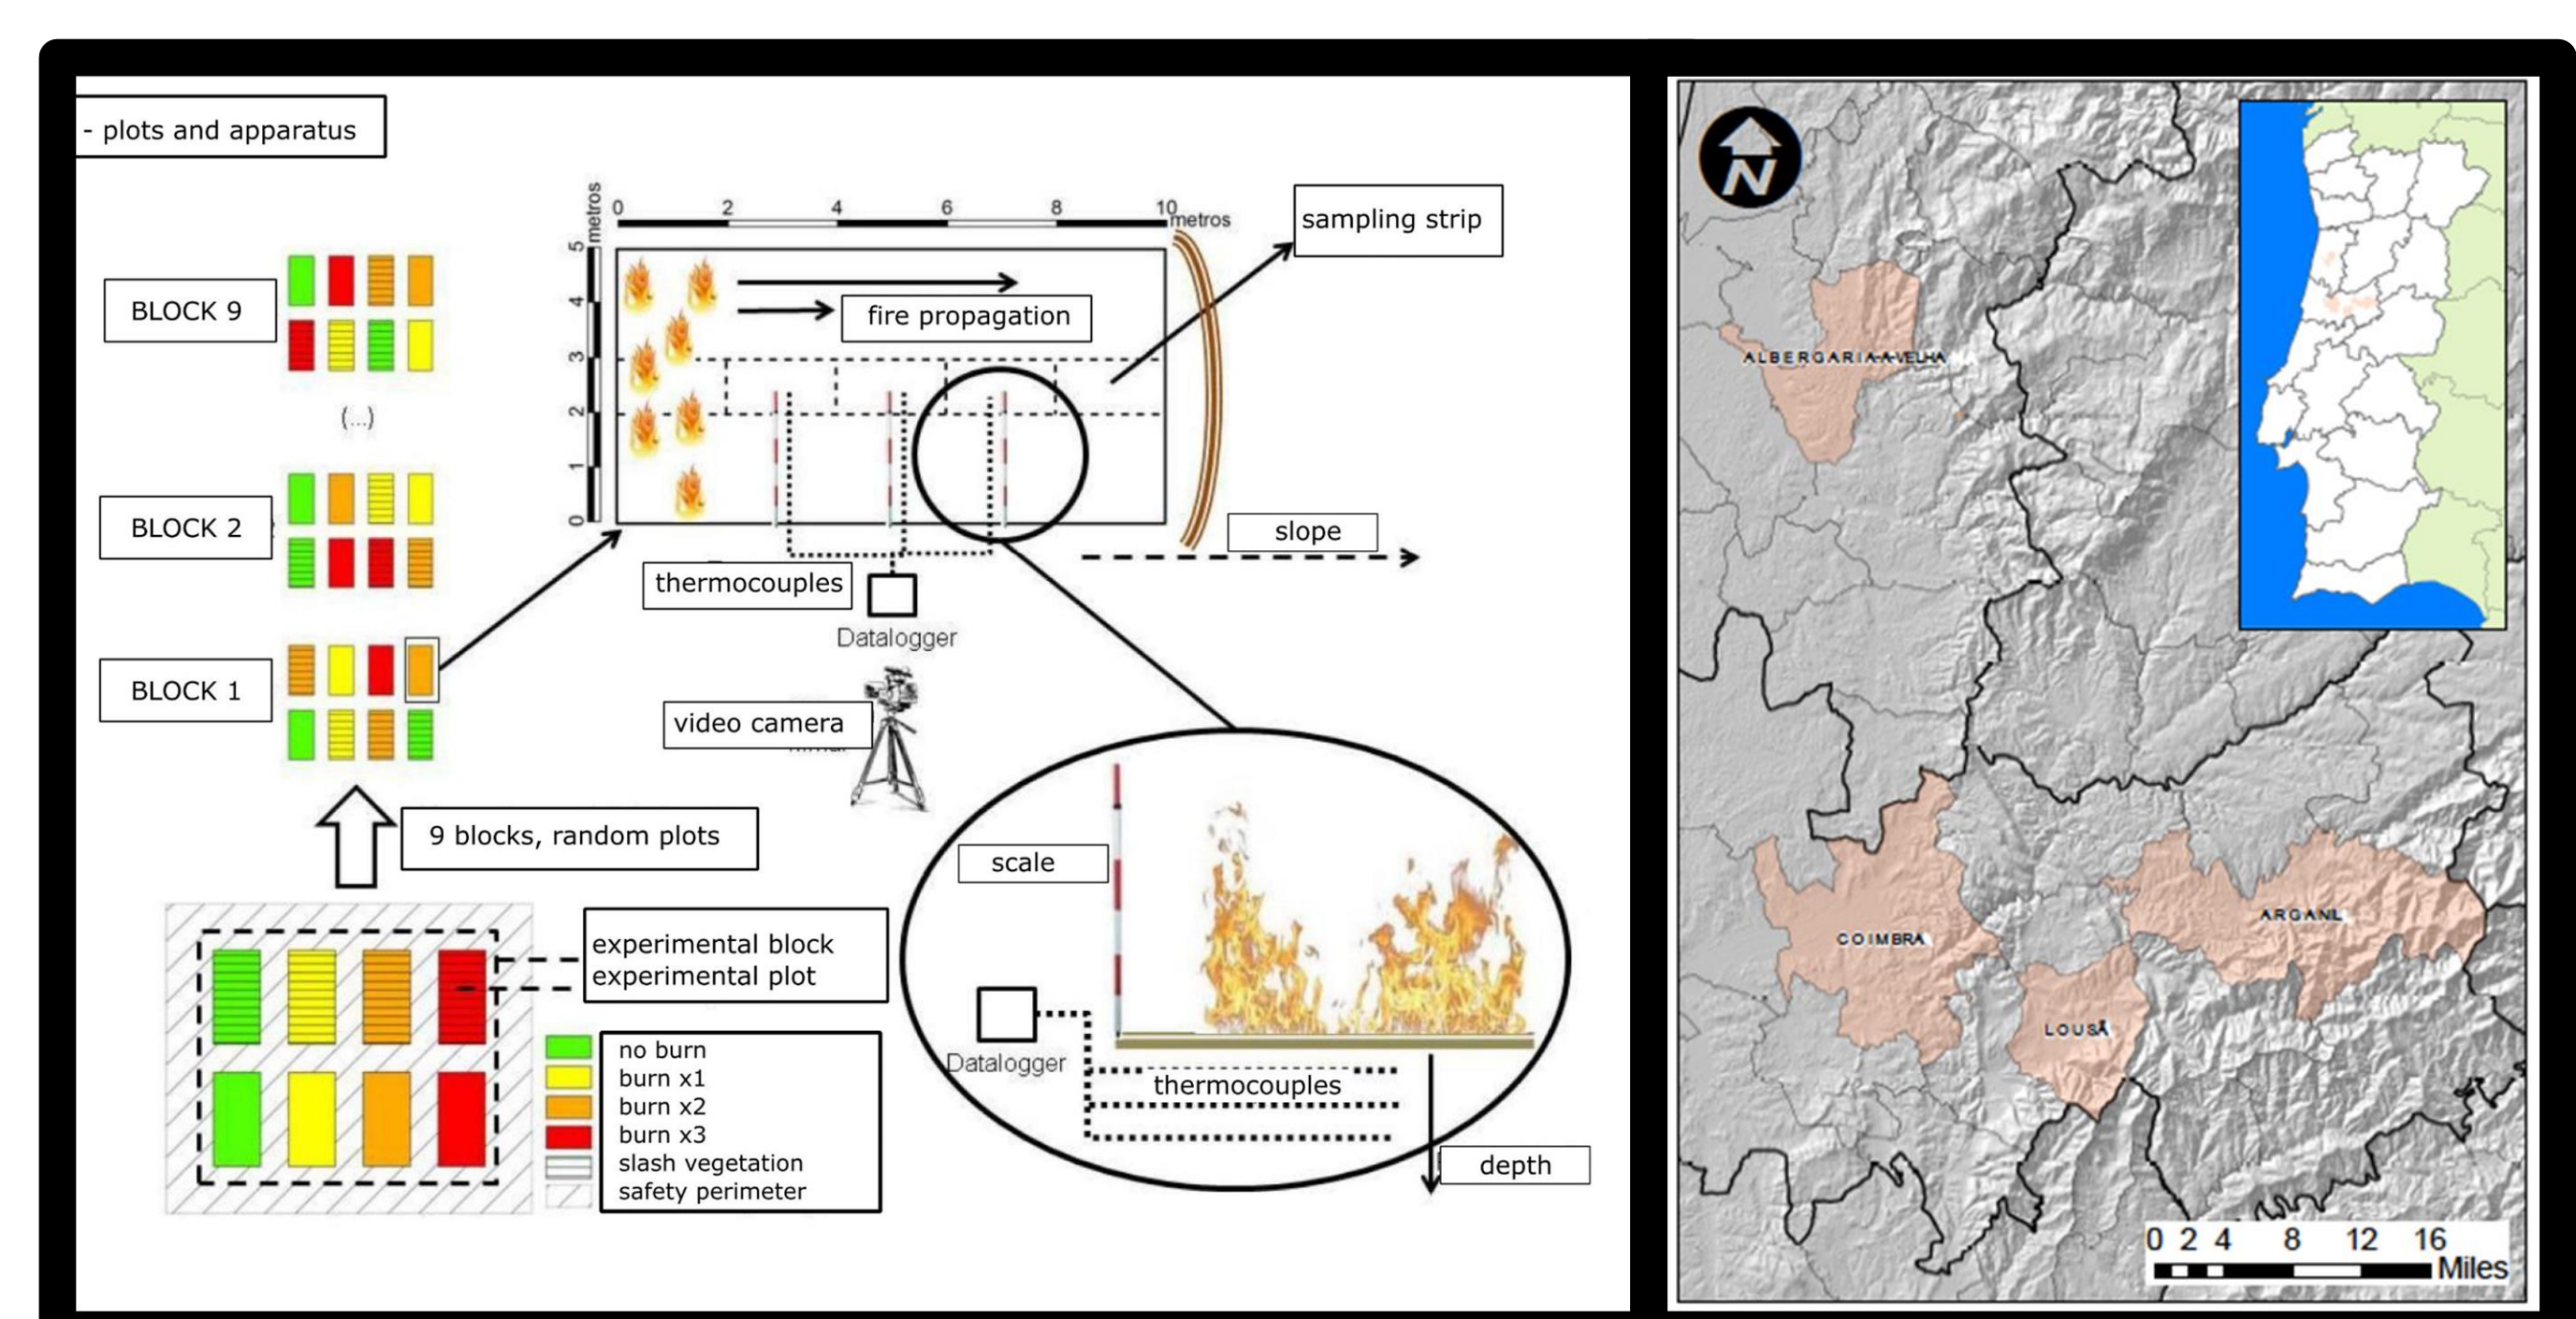 - plots and apparatus
metros
0 2 4 6 8 10
metros
sampling strip
5
4
3
2
1
0
fire propagation
BLOCK 9
(...)
BLOCK 2
slope
thermocouples
Datalogger
BLOCK 1
video camera
9 blocks, random plots
scale
experimental block
experimental plot
Datalogger
thermocouples
no burn
burn x1
burn x2
burn x3
slash vegetation
safety perimeter
depth
N
ALBERGARIA-A-VELHA
COIMBRA
ARGANIL
LOUSÃ
0 2 4 8 12 16
Miles